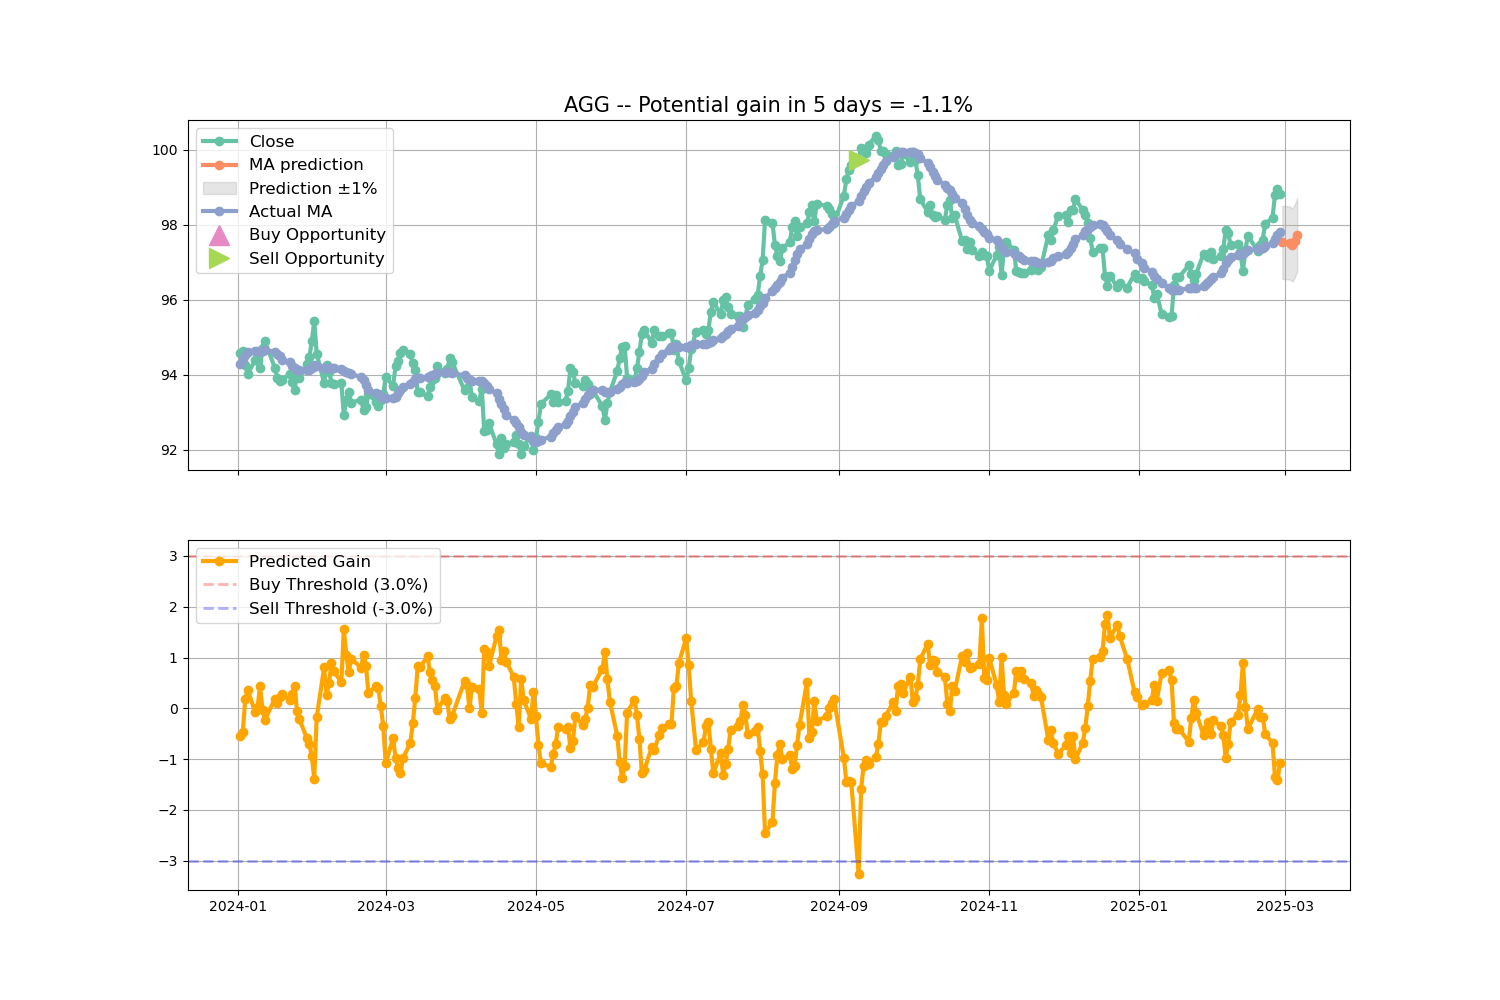 AGG -- Potential gain in 5 days = -1.1%
Close
MA prediction
Prediction ±1%
Actual MA
Buy Opportunity
Sell Opportunity
100
98
96
94
92
Predicted Gain
Buy Threshold (3.0%)
Sell Threshold (-3.0%)
3
2
1
0
−1
−2
−3
2024-01 2024-03 2024-05 2024-07 2024-09 2024-11 2025-01 2025-03